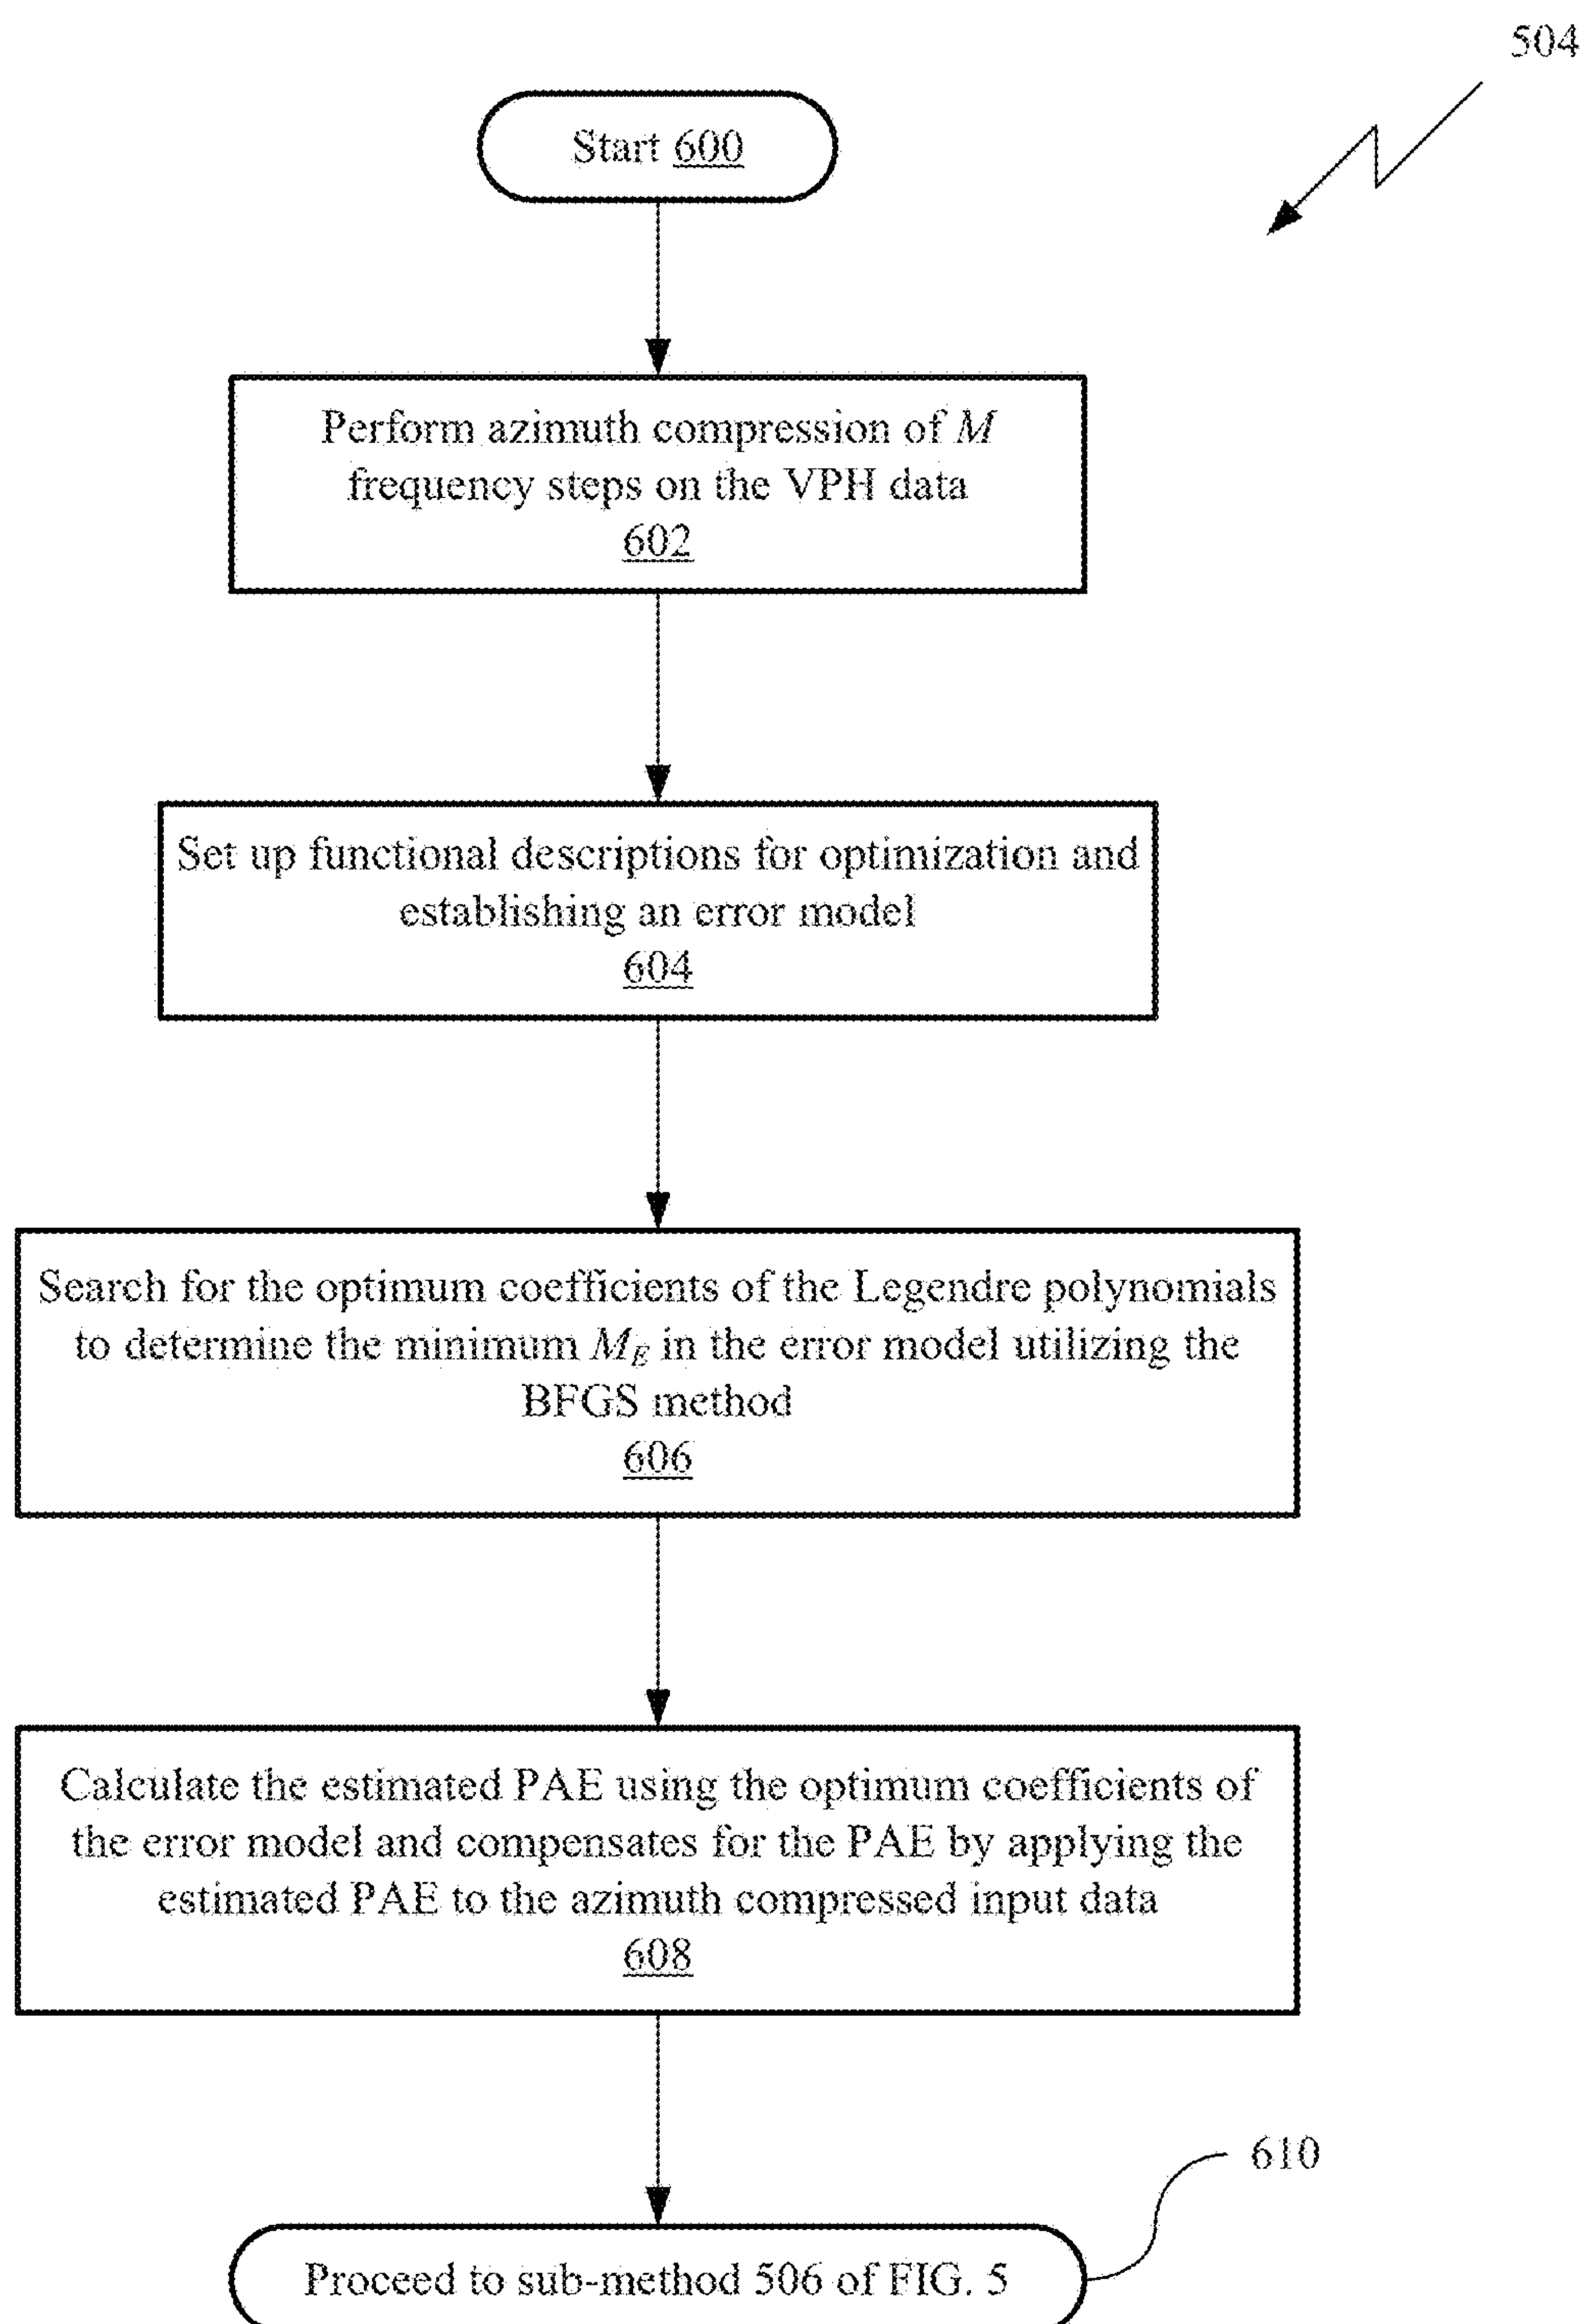 504
Start 600
Perform azimuth compression of M
frequency steps on the VPH data
602
Set up functional descriptions for optimization and
establishing an error model
604
Search for the optimum coefficients of the Legendre polynomials
to determine the minimum M_E in the error model utilizing the
BFGS method
606
Calculate the estimated PAE using the optimum coefficients of
the error model and compensates for the PAE by applying the
estimated PAE to the azimuth compressed input data
608
610
Proceed to sub-method 506 of FIG. 5